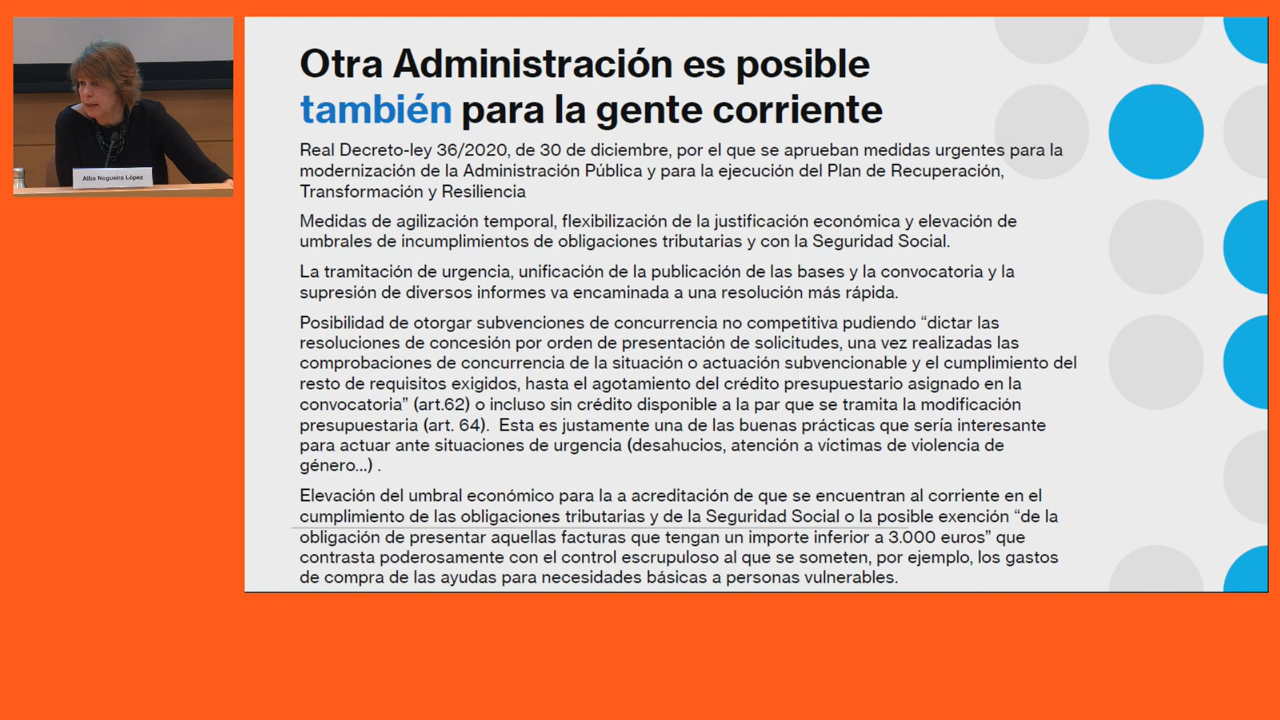 Otra Administración es posible
también para la gente corriente
Real Decreto-ley 36/2020, de 30 de diciembre, por el que se aprueban medidas urgentes para la
modernización de la Administración Pública y para la ejecución del Plan de Recuperación,
Transformación y Resiliencia
Medidas de agilización temporal, flexibilización de la justificación económica y elevación de
umbrales de incumplimientos de obligaciones tributarias y con la Seguridad Social.
La tramitación de urgencia, unificación de la publicación de las bases y la convocatoria y la
supresión de diversos informes va encaminada a una resolución más rápida.
Posibilidad de otorgar subvenciones de concurrencia no competitiva pudiendo “dictar las
resoluciones de concesión por orden de presentación de solicitudes, una vez realizadas las
comprobaciones de concurrencia de la situación o actuación subvencionable y el cumplimiento del
resto de requisitos exigidos, hasta el agotamiento del crédito presupuestario asignado en la
convocatoria” (art.62) o incluso sin crédito disponible a la par que se tramita la modificación
presupuestaria (art. 64).  Esta es justamente una de las buenas prácticas que sería interesante
para actuar ante situaciones de urgencia (desahucios, atención a víctimas de violencia de
género...) .
Elevación del umbral económico para la a acreditación de que se encuentran al corriente en el
cumplimiento de las obligaciones tributarias y de la Seguridad Social o la posible exención “de la
obligación de presentar aquellas facturas que tengan un importe inferior a 3.000 euros” que
contrasta poderosamente con el control escrupuloso al que se someten, por ejemplo, los gastos
de compra de las ayudas para necesidades básicas a personas vulnerables.
Alba Nogueira López